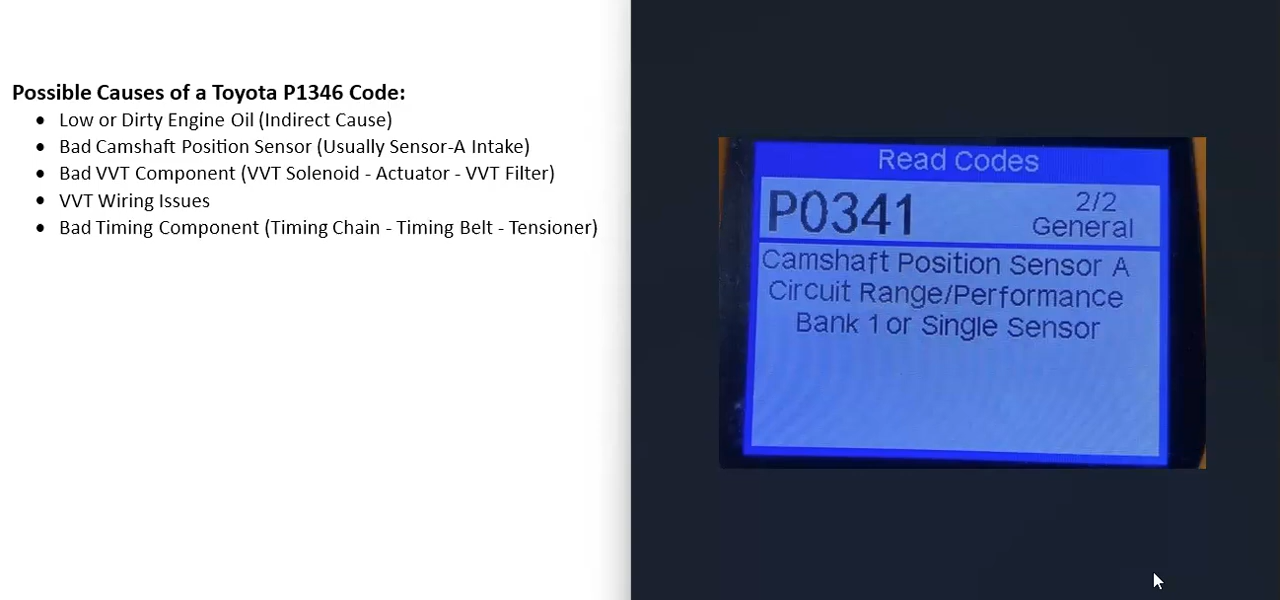 Possible Causes of a Toyota P1346 Code:
• Low or Dirty Engine Oil (Indirect Cause)
• Bad Camshaft Position Sensor (Usually Sensor-A Intake)
• Bad VVT Component (VVT Solenoid - Actuator - VVT Filter)
• VVT Wiring Issues
• Bad Timing Component (Timing Chain - Timing Belt - Tensioner)
Read Codes
P0341
2/2
General
Camshaft Position Sensor A
Circuit Range/Performance
Bank 1 or Single Sensor